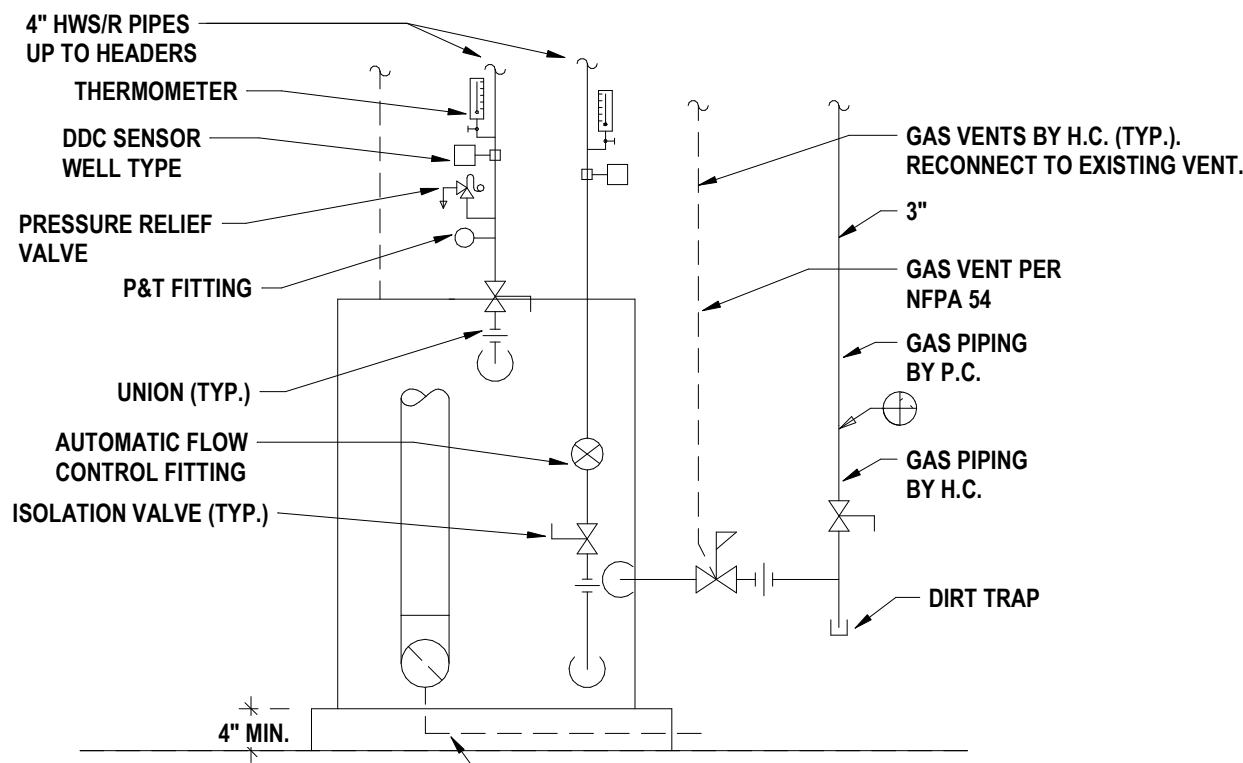 4" HWS/R PIPES
UP TO HEADERS
THERMOMETER
DDC SENSOR
WELL TYPE
PRESSURE RELIEF
VALVE
P&T FITTING
UNION (TYP.)
AUTOMATIC FLOW
CONTROL FITTING
ISOLATION VALVE (TYP.)
4" MIN.
GAS VENTS BY H.C. (TYP.).
RECONNECT TO EXISTING VENT.
3"
GAS VENT PER
NFPA 54
GAS PIPING
BY P.C.
GAS PIPING
BY H.C.
DIRT TRAP